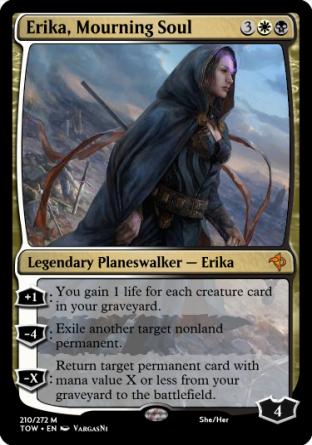 Erika, Mourning Soul 3
Legendary Planeswalker — Erika
+1: You gain 1 life for each creature card
in your graveyard.
-4: Exile another target nonland
permanent.
-X: Return target permanent card with
mana value X or less from your
graveyard to the battlefield.
4
210/272 M She/Her
TOW • EN VARGASNI